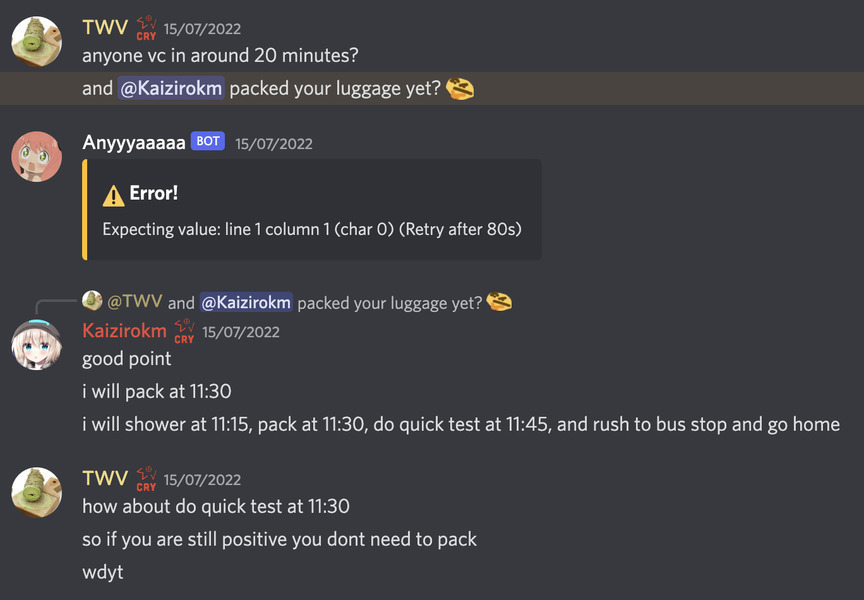 TWV CRY 15/07/2022
anyone vc in around 20 minutes?
and @Kaizirokm packed your luggage yet?
Anyyyaaaaa BOT 15/07/2022
Error!
Expecting value: line 1 column 1 (char 0) (Retry after 80s)
@TWV and @Kaizirokm packed your luggage yet?
Kaizirokm CRY 15/07/2022
good point
i will pack at 11:30
i will shower at 11:15, pack at 11:30, do quick test at 11:45, and rush to bus stop and go home
TWV CRY 15/07/2022
how about do quick test at 11:30
so if you are still positive you dont need to pack
wdyt